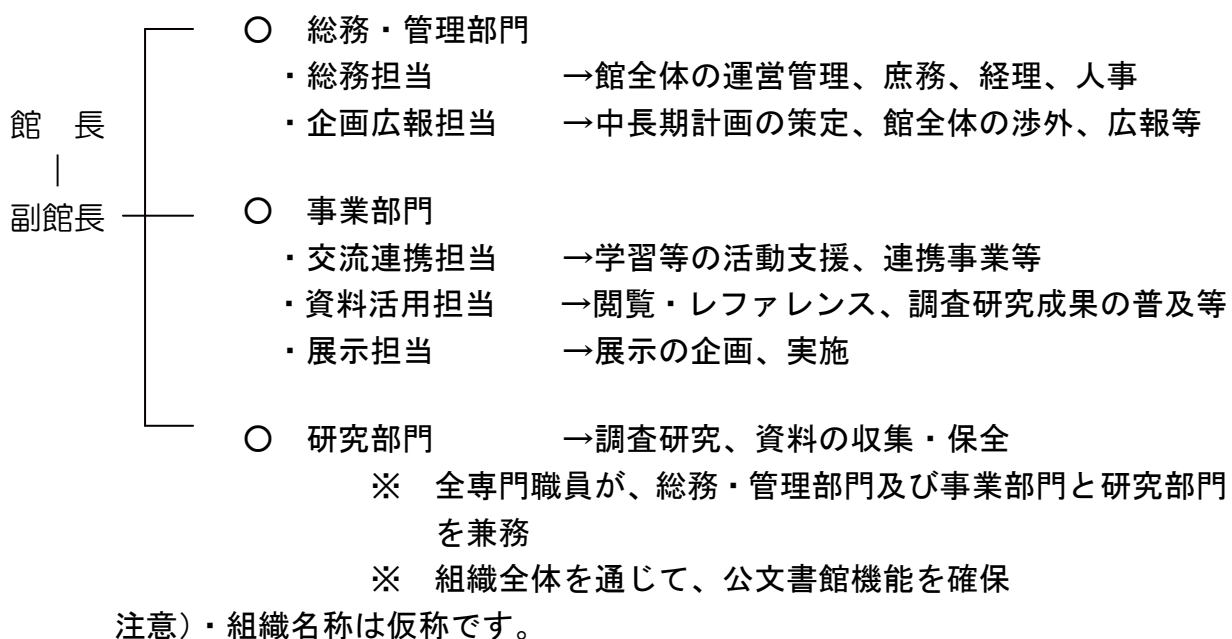 ○ 総務・管理部門
・総務担当 →館全体の運営管理、庶務、経理、人事
館 長
・企画広報担当 →中長期計画の策定、館全体の渉外、広報等
副館長
○ 事業部門
・交流連携担当 →学習等の活動支援、連携事業等
・資料活用担当 →閲覧・レファレンス、調査研究成果の普及等
・展示担当 →展示の企画、実施
○ 研究部門 →調査研究、資料の収集・保全
※ 全専門職員が、総務・管理部門及び事業部門と研究部門
を兼務
※ 組織全体を通じて、公文書館機能を確保
注意）・組織名称は仮称です。